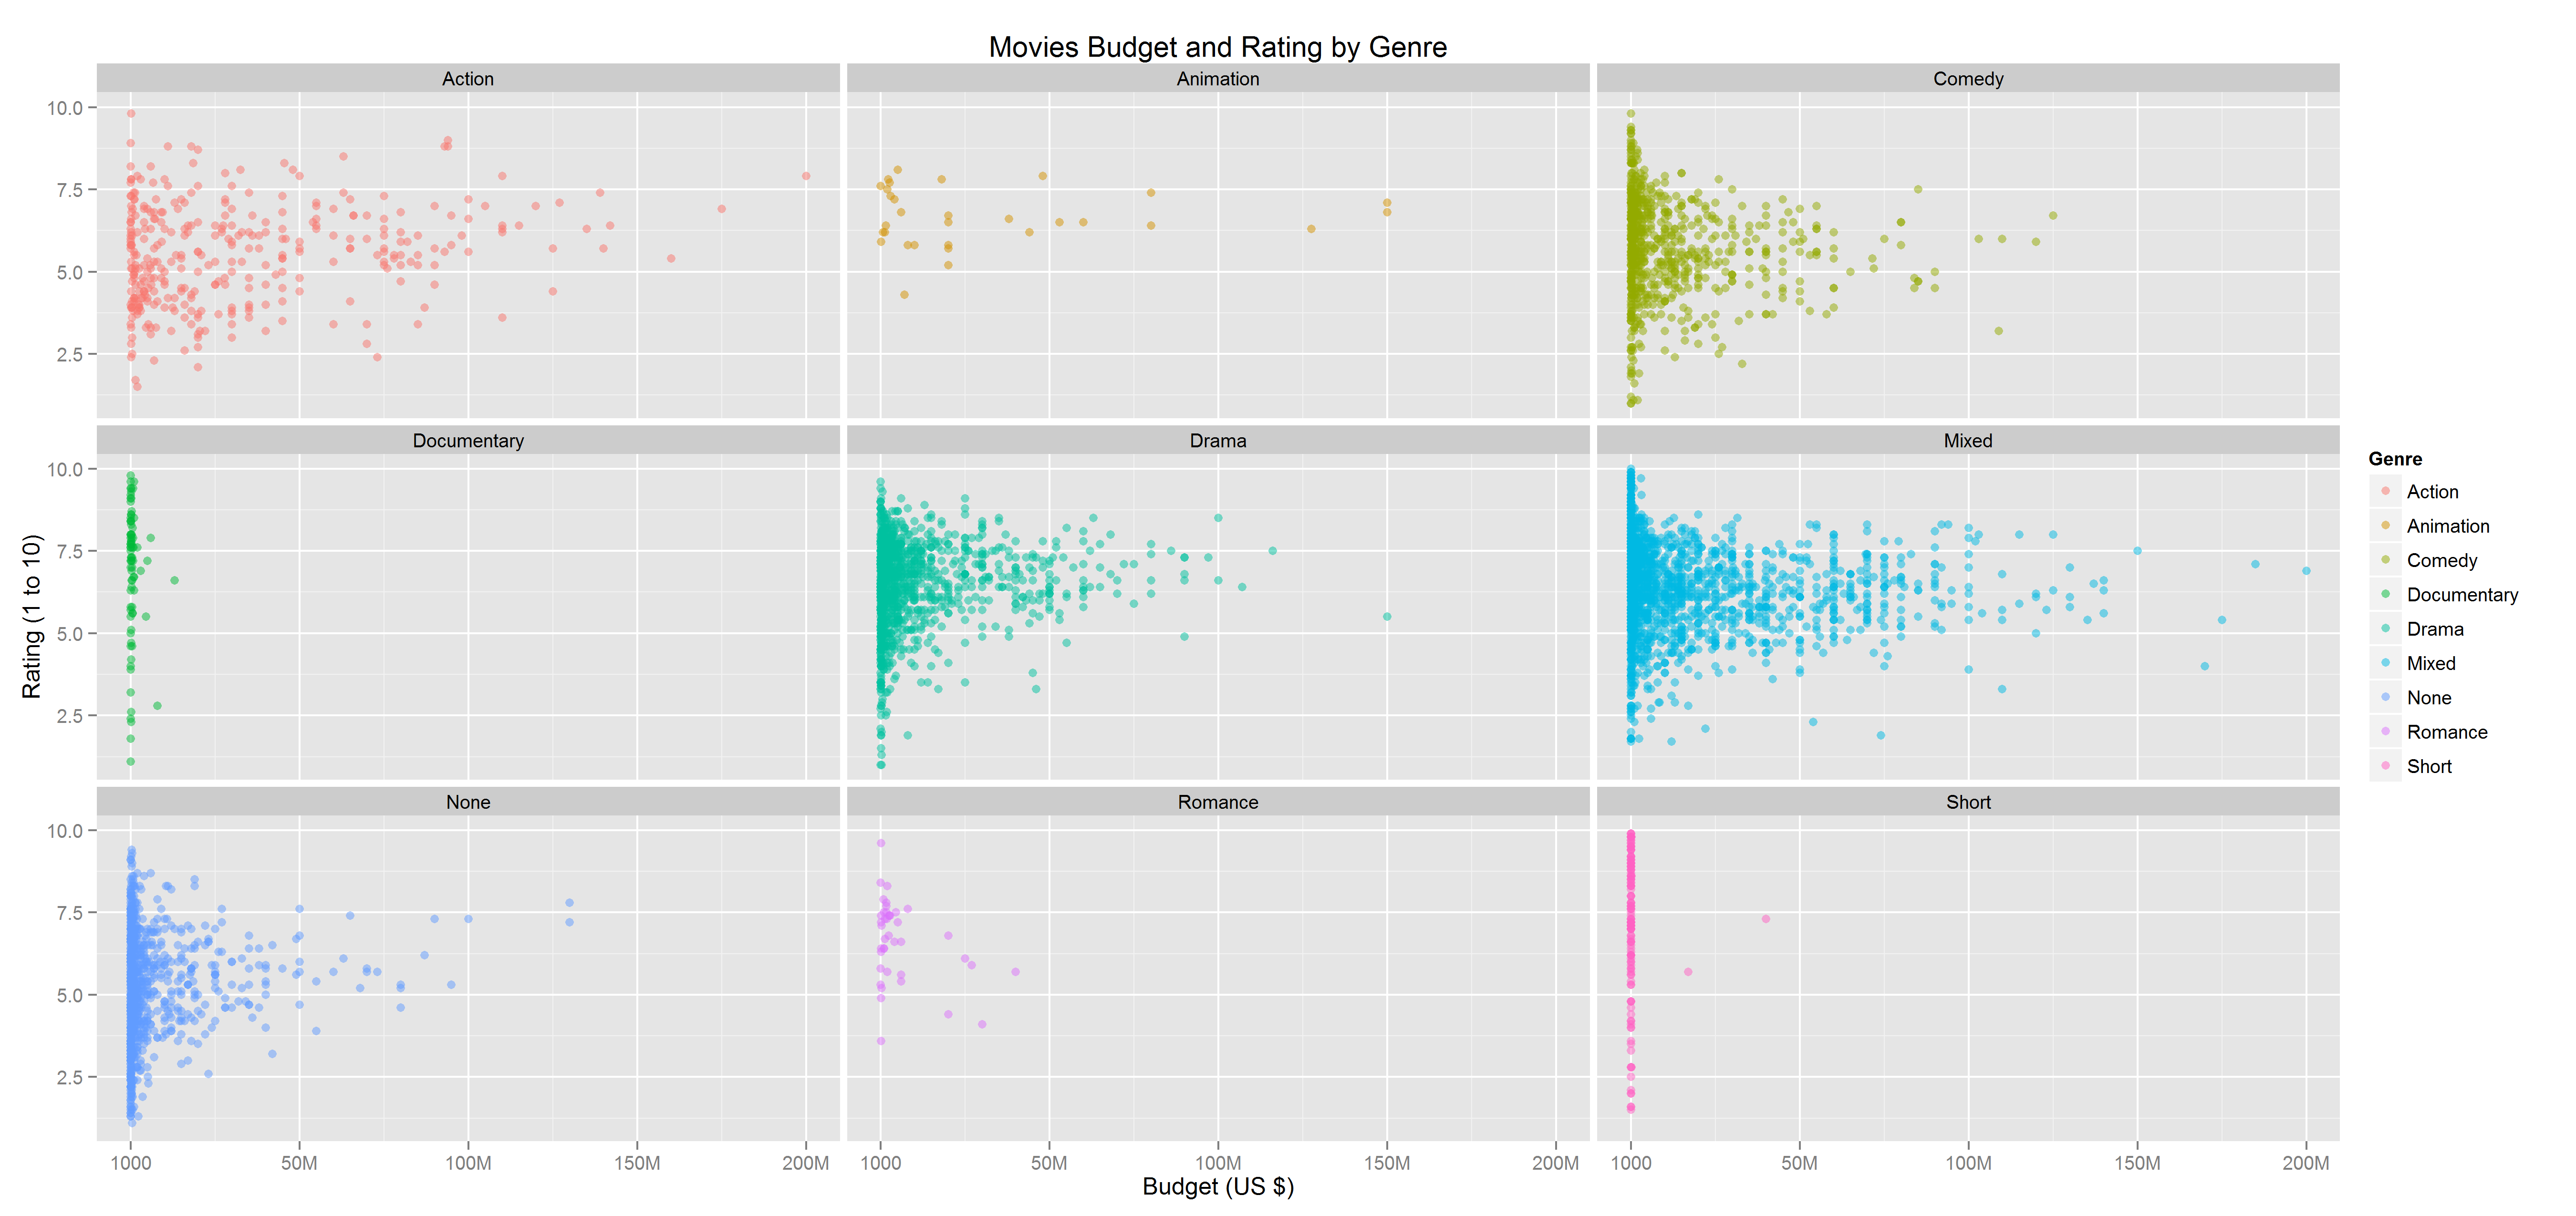 Movies Budget and Rating by Genre
Action
Animation
Comedy
10.0
7.5
5.0
2.5
Documentary
Drama
Mixed
10.0
7.5
5.0
2.5
None
Romance
Short
10.0
7.5
5.0
2.5
1000 50M 100M 150M 200M
1000 50M 100M 150M 200M
1000 50M 100M 150M 200M
Budget (US $)
Rating (1 to 10)
Genre
Action
Animation
Comedy
Documentary
Drama
Mixed
None
Romance
Short